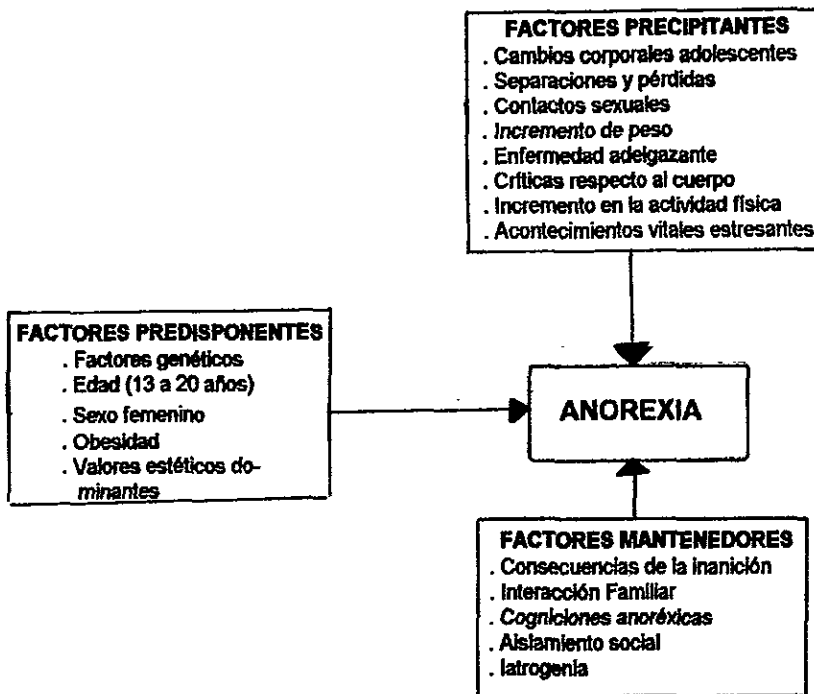 FACTORES PRECIPITANTES
. Cambios corporales adolescentes
. Separaciones y pérdidas
. Contactos sexuales
. Incremento de peso
. Enfermedad adelgazante
. Críticas respecto al cuerpo
. Incremento en la actividad física
. Acontecimientos vitales estresantes
FACTORES PREDISPONENTES
. Factores genéticos
. Edad (13 a 20 años)
. Sexo femenino
. Obesidad
. Valores estéticos do-
minantes
ANOREXIA
FACTORES MANTENEDORES
. Consecuencias de la inanición
. Interacción Familiar
. Cogniciones anoréxicas
. Aislamiento social
. Iatrogenia